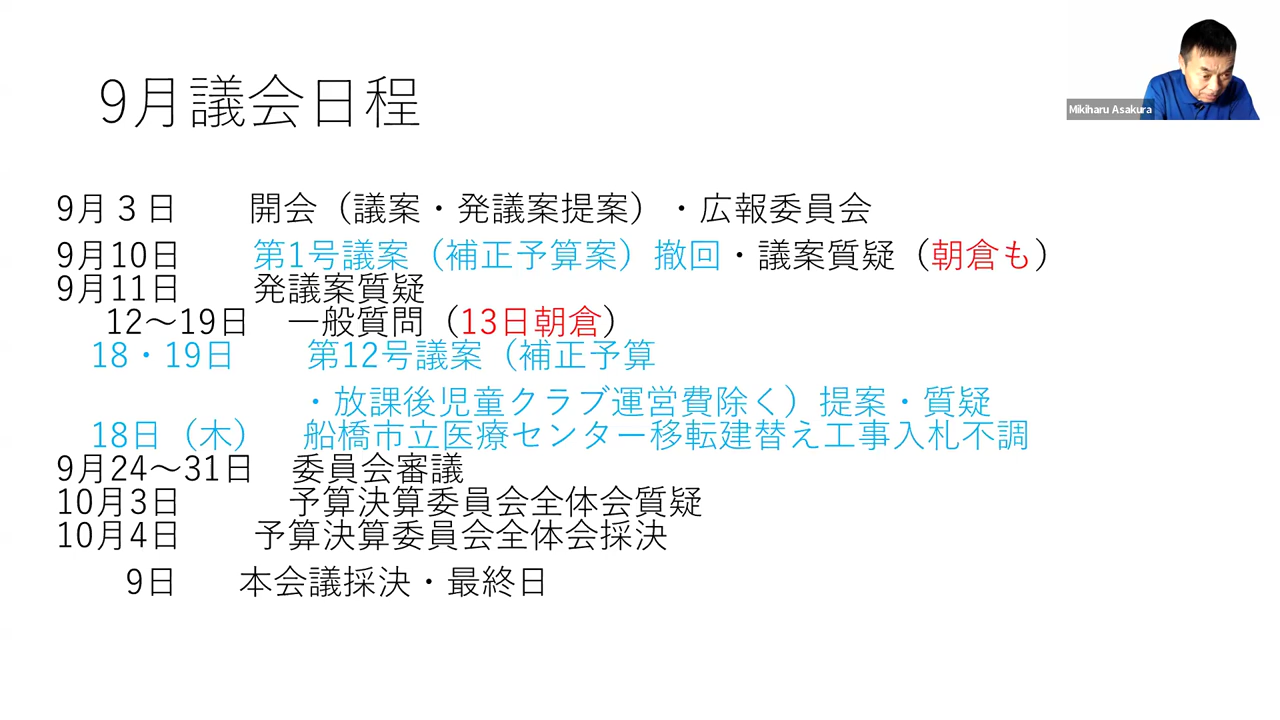 9月議会日程
Mikiharu Asakura
9月３日　　開会（議案・発議案提案）・広報委員会
9月10日　　第1号議案（補正予算案）撤回・議案質疑（朝倉も）
9月11日　　発議案質疑
12～19日　一般質問（13日朝倉）
18・19日　　第12号議案（補正予算
・放課後児童クラブ運営費除く）提案・質疑
18日（木）　船橋市立医療センター移転建替え工事入札不調
9月24～31日　委員会審議
10月3日　　　予算決算委員会全体会質疑
10月4日　　予算決算委員会全体会採決
9日　　本会議採決・最終日